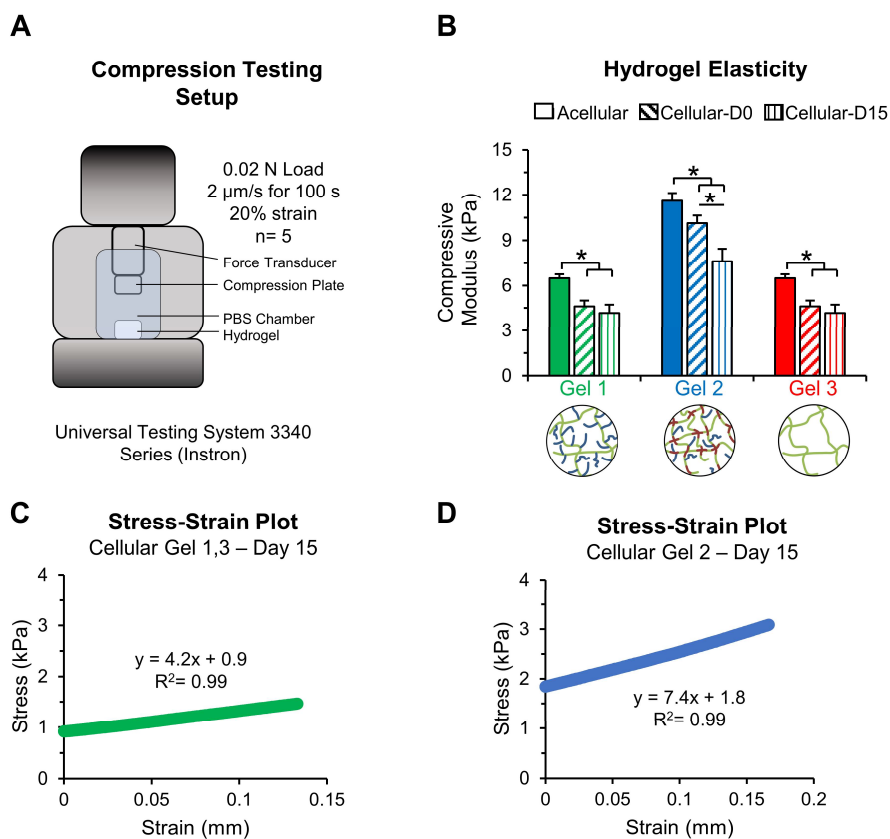 A
Compression Testing
Setup
0.02 N Load
2 µm/s for 100 s
20% strain
n= 5
Force Transducer
Compression Plate
PBS Chamber
Hydrogel
Universal Testing System 3340
Series (Instron)
B
Hydrogel Elasticity
Acellular Cellular-D0 Cellular-D15
Compressive
Modulus (kPa)
15
12
9
6
3
0
* * * *
Gel 1 Gel 2 Gel 3
C
Stress-Strain Plot
Cellular Gel 1,3 – Day 15
Stress (kPa)
4
3
2
1
0
y = 4.2x + 0.9
R²= 0.99
0 0.05 0.1 0.15
Strain (mm)
D
Stress-Strain Plot
Cellular Gel 2 – Day 15
Stress (kPa)
4
3
2
1
0
y = 7.4x + 1.8
R²= 0.99
0 0.05 0.1 0.15 0.2
Strain (mm)